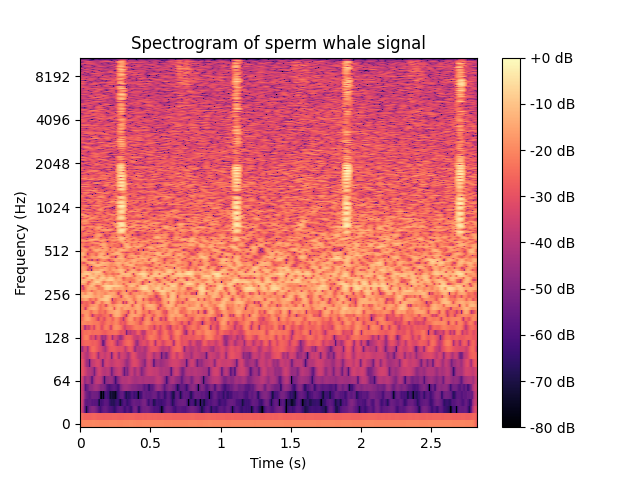 Spectrogram of sperm whale signal
Frequency (Hz)
8192
4096
2048
1024
512
256
128
64
0
0
0.5
1
1.5
2
2.5
Time (s)
+0 dB
-10 dB
-20 dB
-30 dB
-40 dB
-50 dB
-60 dB
-70 dB
-80 dB